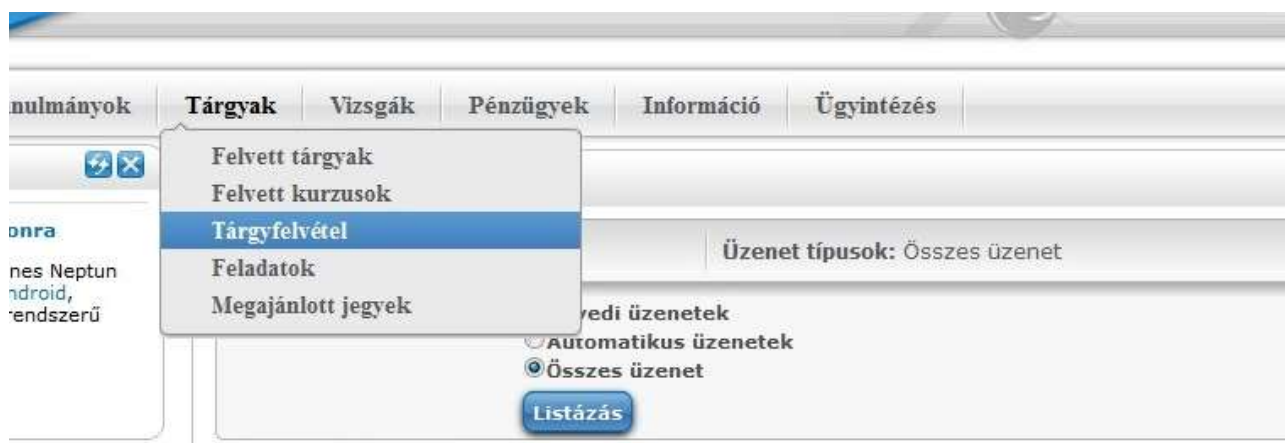 nulmányok Tárgyak Vizsgák Pénzügyek Információ Ügyintézés
Felvett tárgyak
Felvett kurzusok
Tárgyfelvétel
Feladatok
Megajánlott jegyek
onra
nes Neptun
ndroid,
rendszerű
Üzenet típusok: Összes üzenet
vedi üzenetek
Automatikus üzenetek
Összes üzenet
Listázás